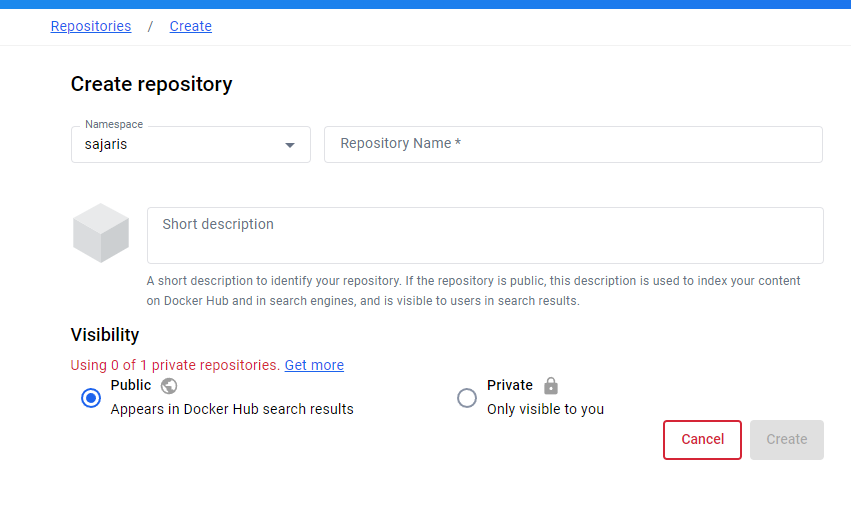 Repositories / Create
Create repository
Namespace
sajaris
Repository Name *
Short description
A short description to identify your repository. If the repository is public, this description is used to index your content
on Docker Hub and in search engines, and is visible to users in search results.
Visibility
Using 0 of 1 private repositories. Get more
Public
Appears in Docker Hub search results
Private
Only visible to you
Cancel
Create